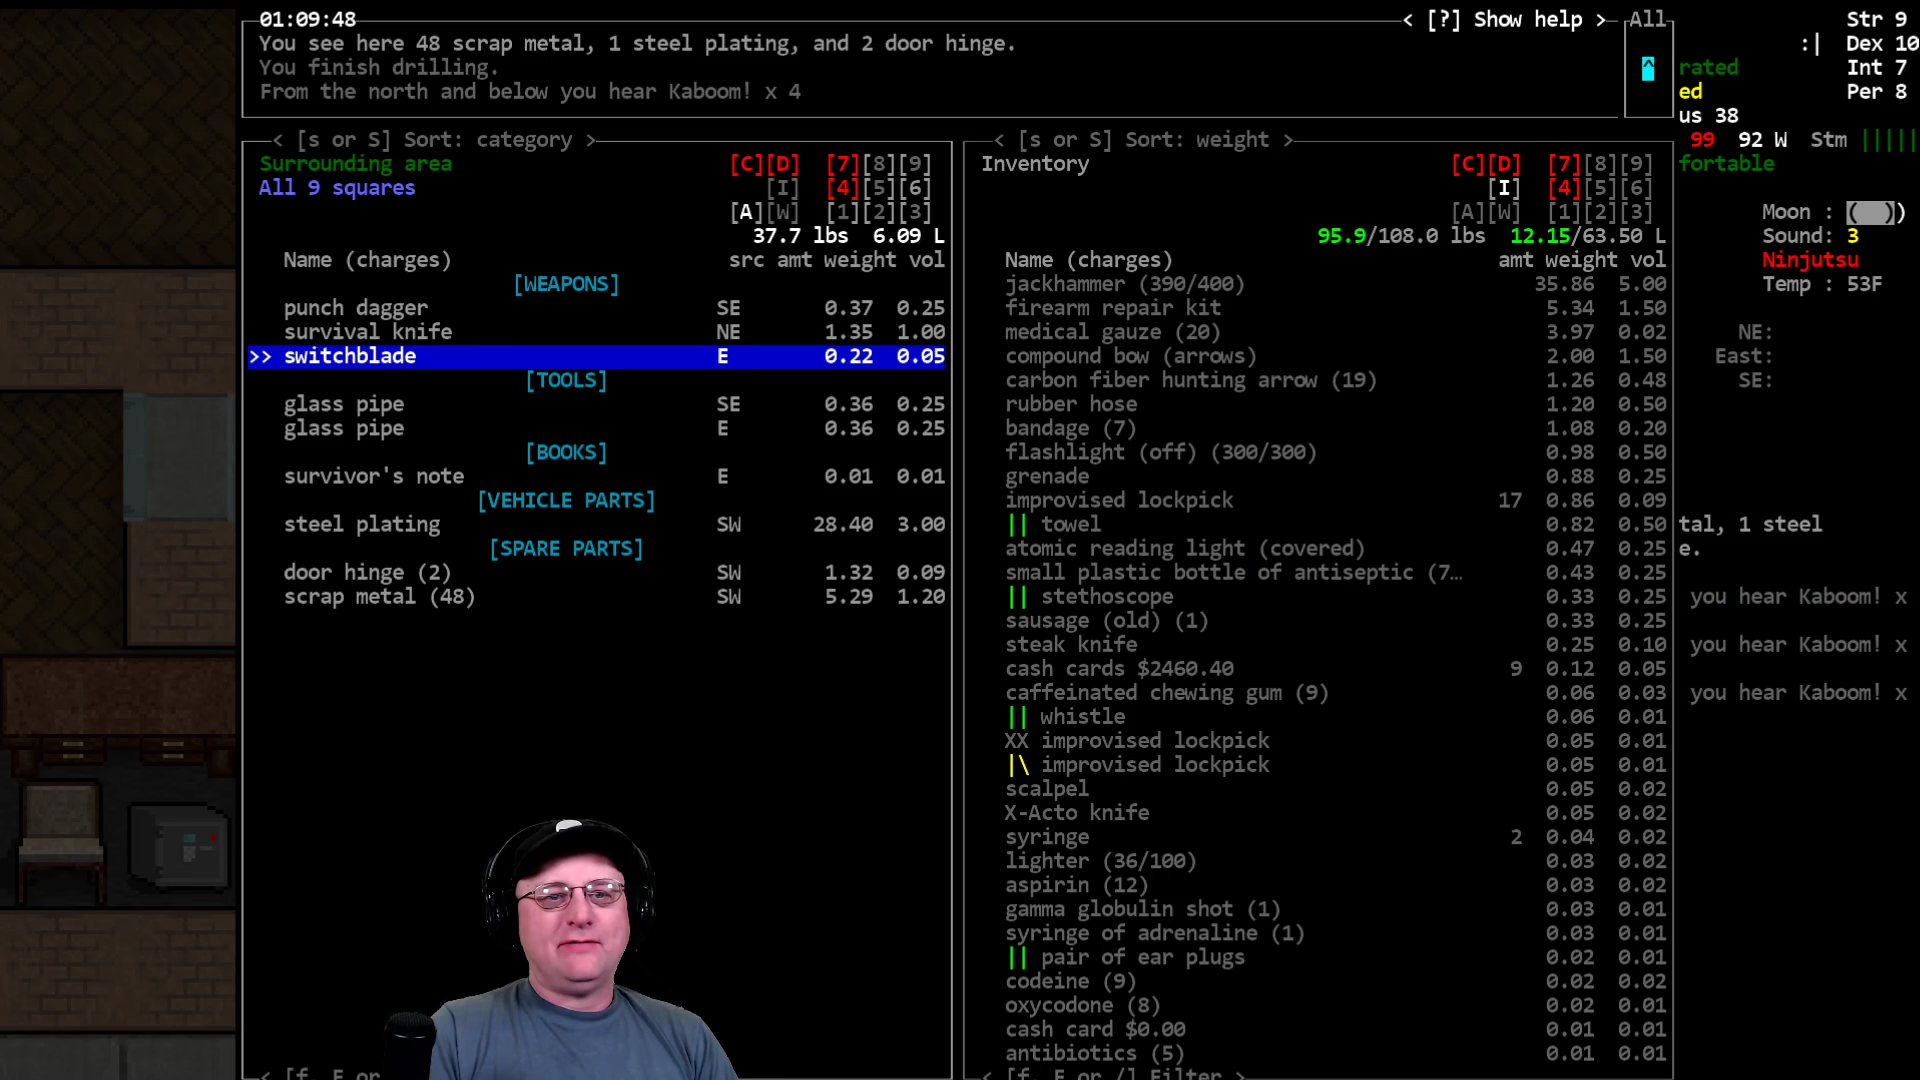 01:09:48 < [?] Show help > All
You see here 48 scrap metal, 1 steel plating, and 2 door hinge.
You finish drilling.
From the north and below you hear Kaboom! x 4
^
Str 9
:| Dex 10
rated Int 7
ed Per 8
us 38
99 92 W Stm |||||
fortable
Moon : ( ))
Sound: 3
Ninjutsu
Temp : 53F
NE:
East:
SE:
tal, 1 steel
e.
you hear Kaboom! x
you hear Kaboom! x
you hear Kaboom! x
< [s or S] Sort: category >
Surrounding area [C][D] [7][8][9]
All 9 squares [I] [4][5][6]
[A][W] [1][2][3]
37.7 lbs 6.09 L
Name (charges) src amt weight vol
[WEAPONS]
punch dagger SE 0.37 0.25
survival knife NE 1.35 1.00
>> switchblade E 0.22 0.05
[TOOLS]
glass pipe SE 0.36 0.25
glass pipe E 0.36 0.25
[BOOKS]
survivor's note E 0.01 0.01
[VEHICLE PARTS]
steel plating SW 28.40 3.00
[SPARE PARTS]
door hinge (2) SW 1.32 0.09
scrap metal (48) SW 5.29 1.20
< [s or S] Sort: weight >
Inventory [C][D] [7][8][9]
[I] [4][5][6]
[A][W] [1][2][3]
95.9/108.0 lbs 12.15/63.50 L
Name (charges) amt weight vol
jackhammer (390/400) 35.86 5.00
firearm repair kit 5.34 1.50
medical gauze (20) 3.97 0.02
compound bow (arrows) 2.00 1.50
carbon fiber hunting arrow (19) 1.26 0.48
rubber hose 1.20 0.50
bandage (7) 1.08 0.20
flashlight (off) (300/300) 0.98 0.50
grenade 0.88 0.25
improvised lockpick 17 0.86 0.09
|| towel 0.82 0.50
atomic reading light (covered) 0.47 0.25
small plastic bottle of antiseptic (7… 0.43 0.25
|| stethoscope 0.33 0.25
sausage (old) (1) 0.33 0.25
steak knife 0.25 0.10
cash cards $2460.40 9 0.12 0.05
caffeinated chewing gum (9) 0.06 0.03
|| whistle 0.06 0.01
XX improvised lockpick 0.05 0.01
|\ improvised lockpick 0.05 0.01
scalpel 0.05 0.02
X-Acto knife 0.05 0.02
syringe 2 0.04 0.02
lighter (36/100) 0.03 0.02
aspirin (12) 0.03 0.02
gamma globulin shot (1) 0.03 0.01
syringe of adrenaline (1) 0.03 0.01
|| pair of ear plugs 0.02 0.01
codeine (9) 0.02 0.02
oxycodone (8) 0.02 0.01
cash card $0.00 0.01 0.01
antibiotics (5) 0.01 0.01
< [f, F or
< [f, F or /] Filter >